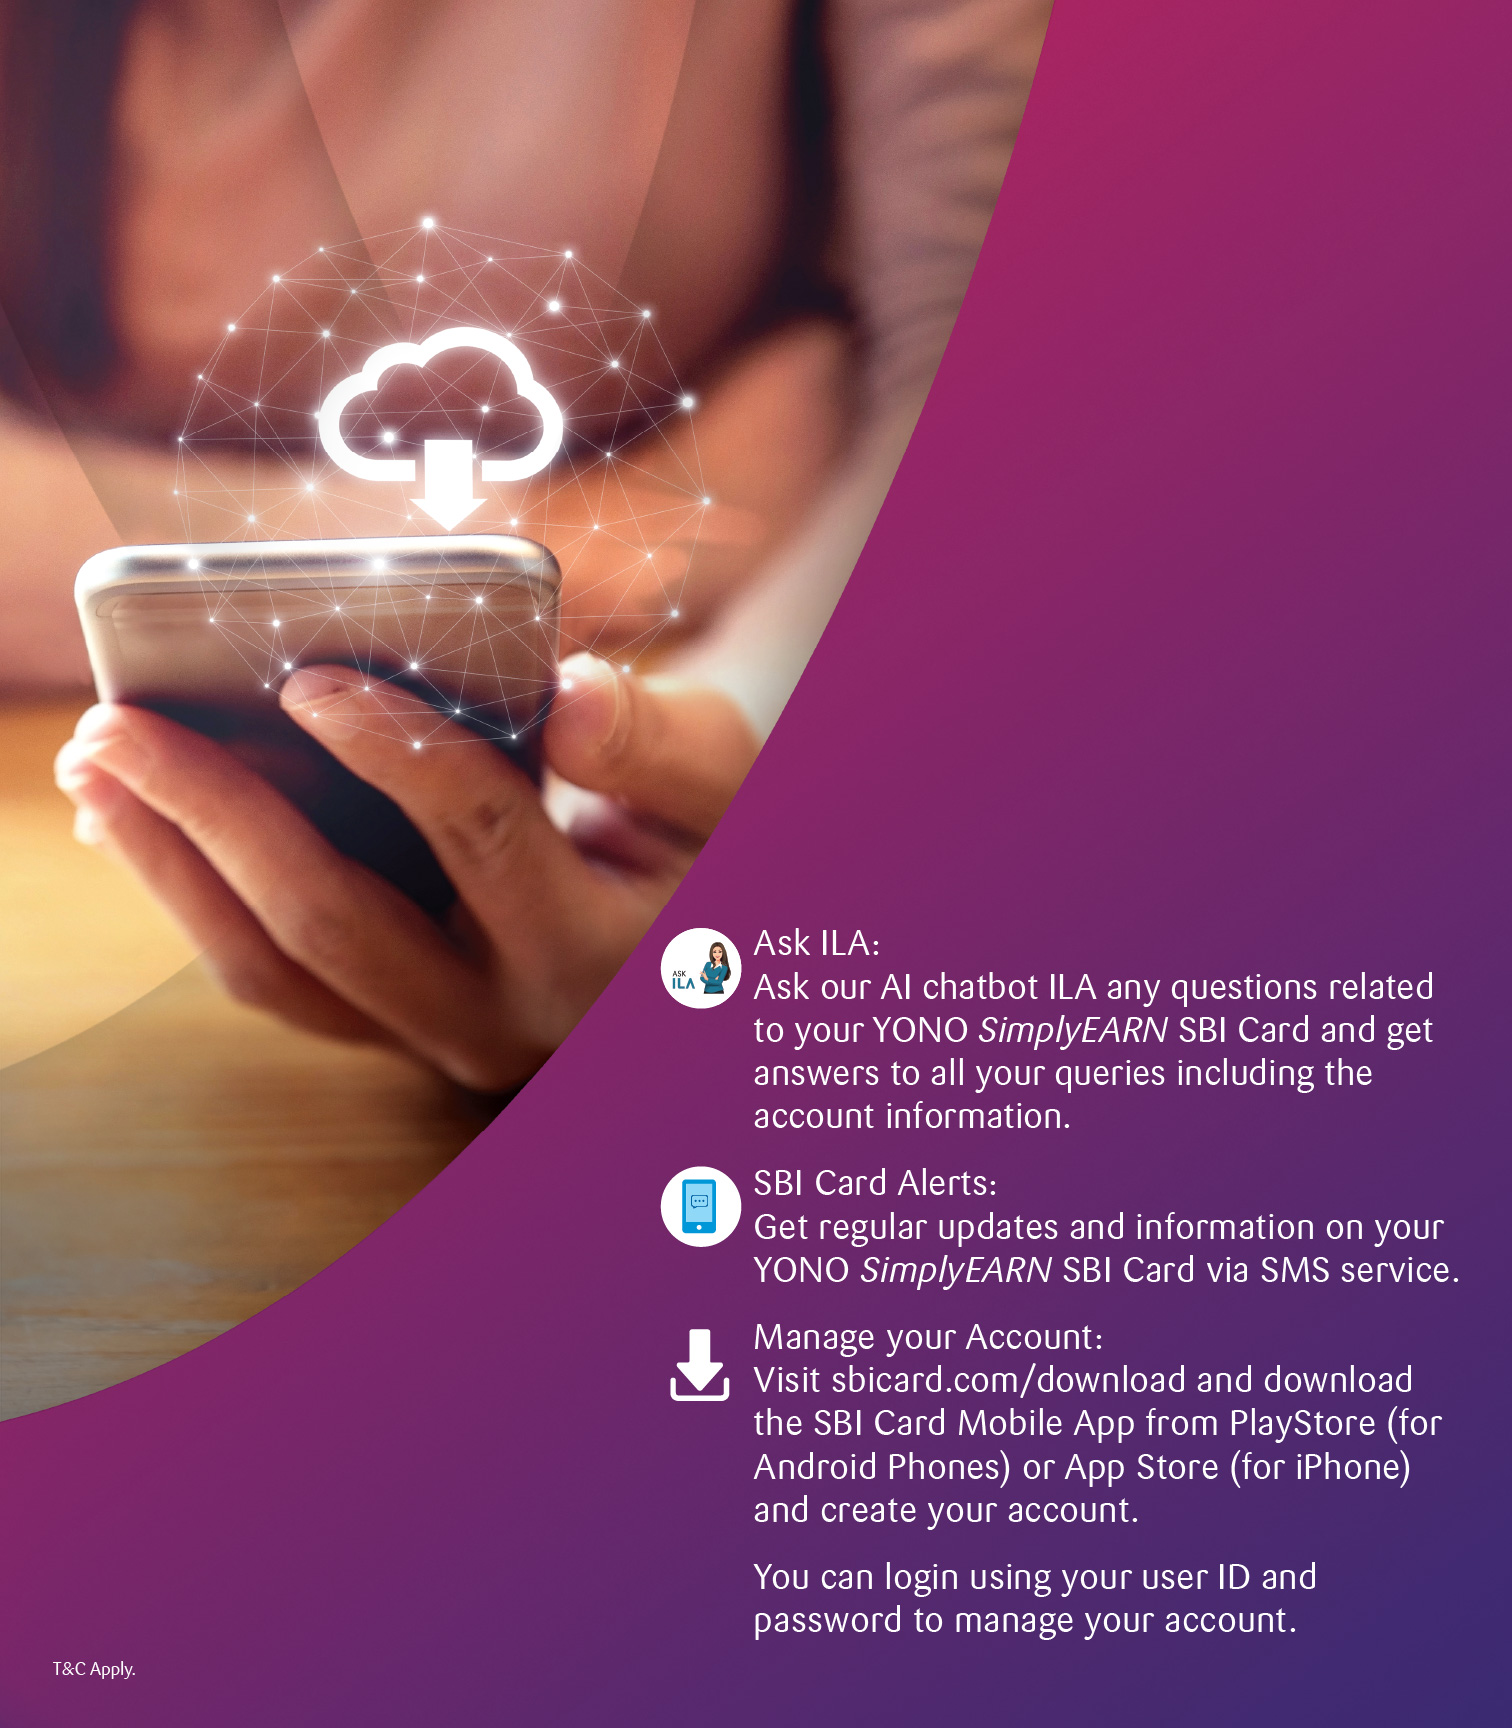 ASK
ILA
Ask ILA:
Ask our AI chatbot ILA any questions related
to your YONO SimplyEARN SBI Card and get
answers to all your queries including the
account information.
SBI Card Alerts:
Get regular updates and information on your
YONO SimplyEARN SBI Card via SMS service.
Manage your Account:
Visit sbicard.com/download and download
the SBI Card Mobile App from PlayStore (for
Android Phones) or App Store (for iPhone)
and create your account.
You can login using your user ID and
password to manage your account.
T&C Apply.